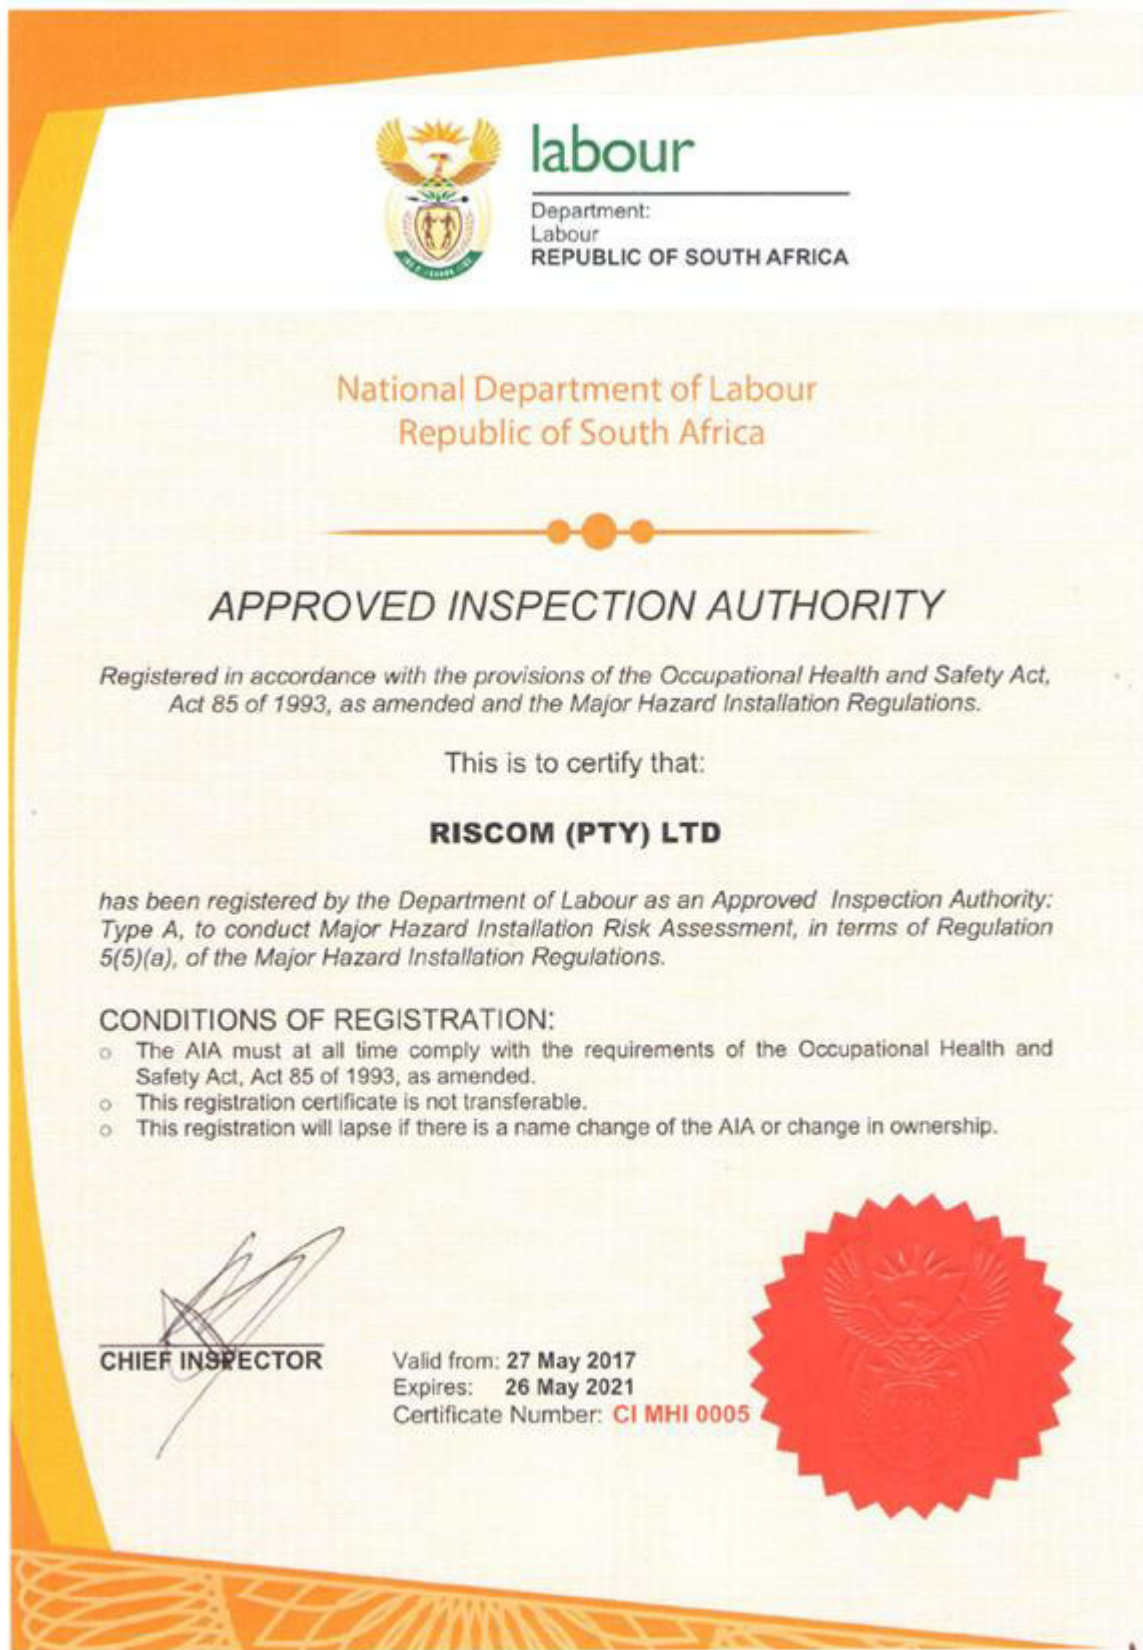 labour
Department:
Labour
REPUBLIC OF SOUTH AFRICA
National Department of Labour
Republic of South Africa
APPROVED INSPECTION AUTHORITY
Registered in accordance with the provisions of the Occupational Health and Safety Act,
Act 85 of 1993, as amended and the Major Hazard Installation Regulations.
This is to certify that:
RISCOM (PTY) LTD
has been registered by the Department of Labour as an Approved Inspection Authority:
Type A, to conduct Major Hazard Installation Risk Assessment, in terms of Regulation
5(5)(a), of the Major Hazard Installation Regulations.
CONDITIONS OF REGISTRATION:
o The AIA must at all time comply with the requirements of the Occupational Health and
Safety Act, Act 85 of 1993, as amended.
o This registration certificate is not transferable.
o This registration will lapse if there is a name change of the AIA or change in ownership.
CHIEF INSPECTOR
Valid from: 27 May 2017
Expires: 26 May 2021
Certificate Number: CI MHI 0005